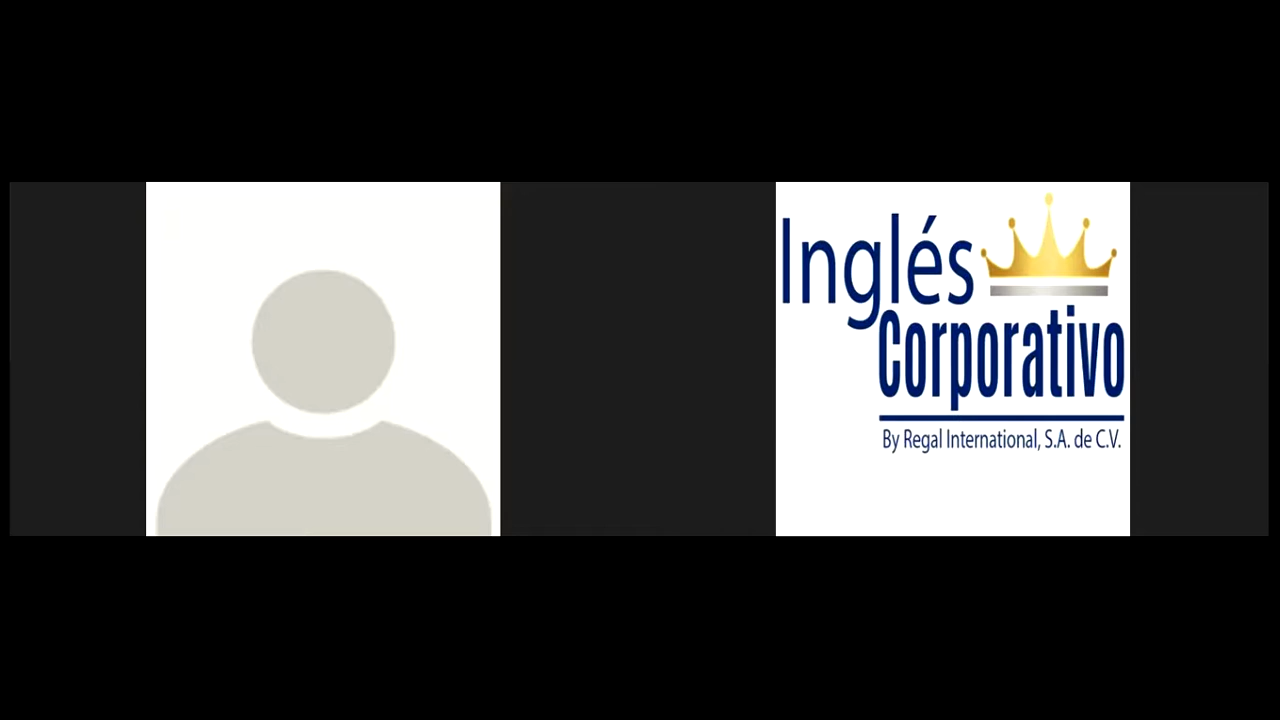 Inglés
Corporativo
By Regal International, S.A. de C.V.